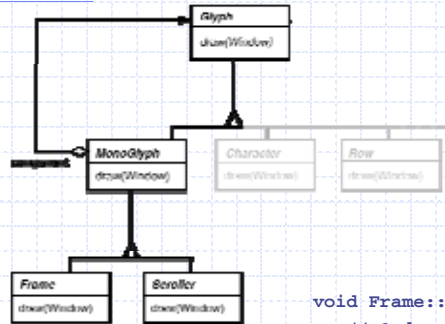 Glyph
draw(Window)
component
MonoGlyph
draw(Window)
Character
draw(Window)
Row
draw(Window)
Frame
draw(Window)
Scroller
draw(Window)
void Frame::